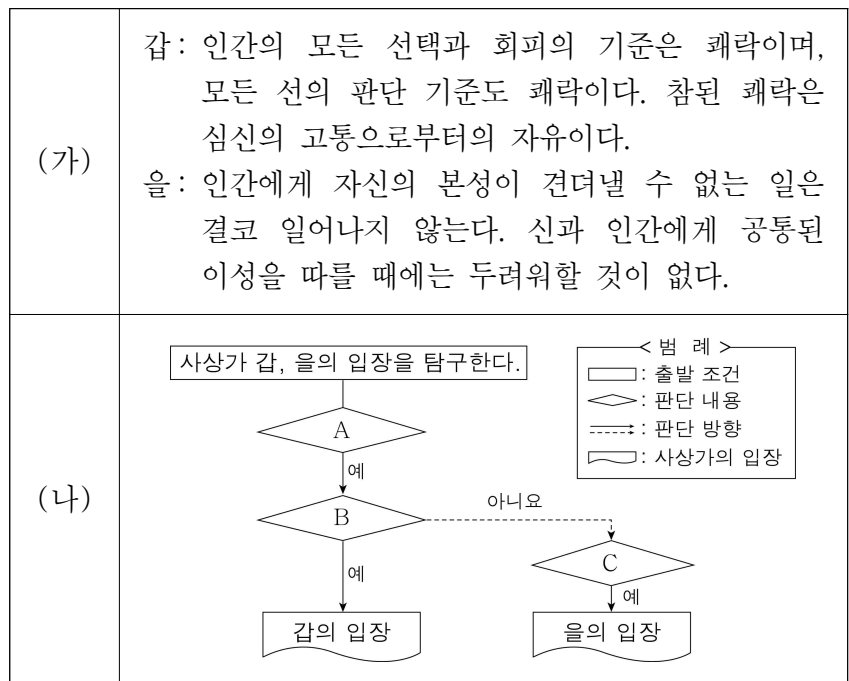 (가)
갑: 인간의 모든 선택과 회피의 기준은 쾌락이며,
모든 선의 판단 기준도 쾌락이다. 참된 쾌락은
심신의 고통으로부터의 자유이다.
을: 인간에게 자신의 본성이 견뎌낼 수 없는 일은
결코 일어나지 않는다. 신과 인간에게 공통된
이성을 따를 때에는 두려워할 것이 없다.
(나)
사상가 갑, 을의 입장을 탐구한다.
< 범 례 >
: 출발 조건
: 판단 내용
: 판단 방향
: 사상가의 입장
A
예
B
아니요
C
예
예
갑의 입장
을의 입장